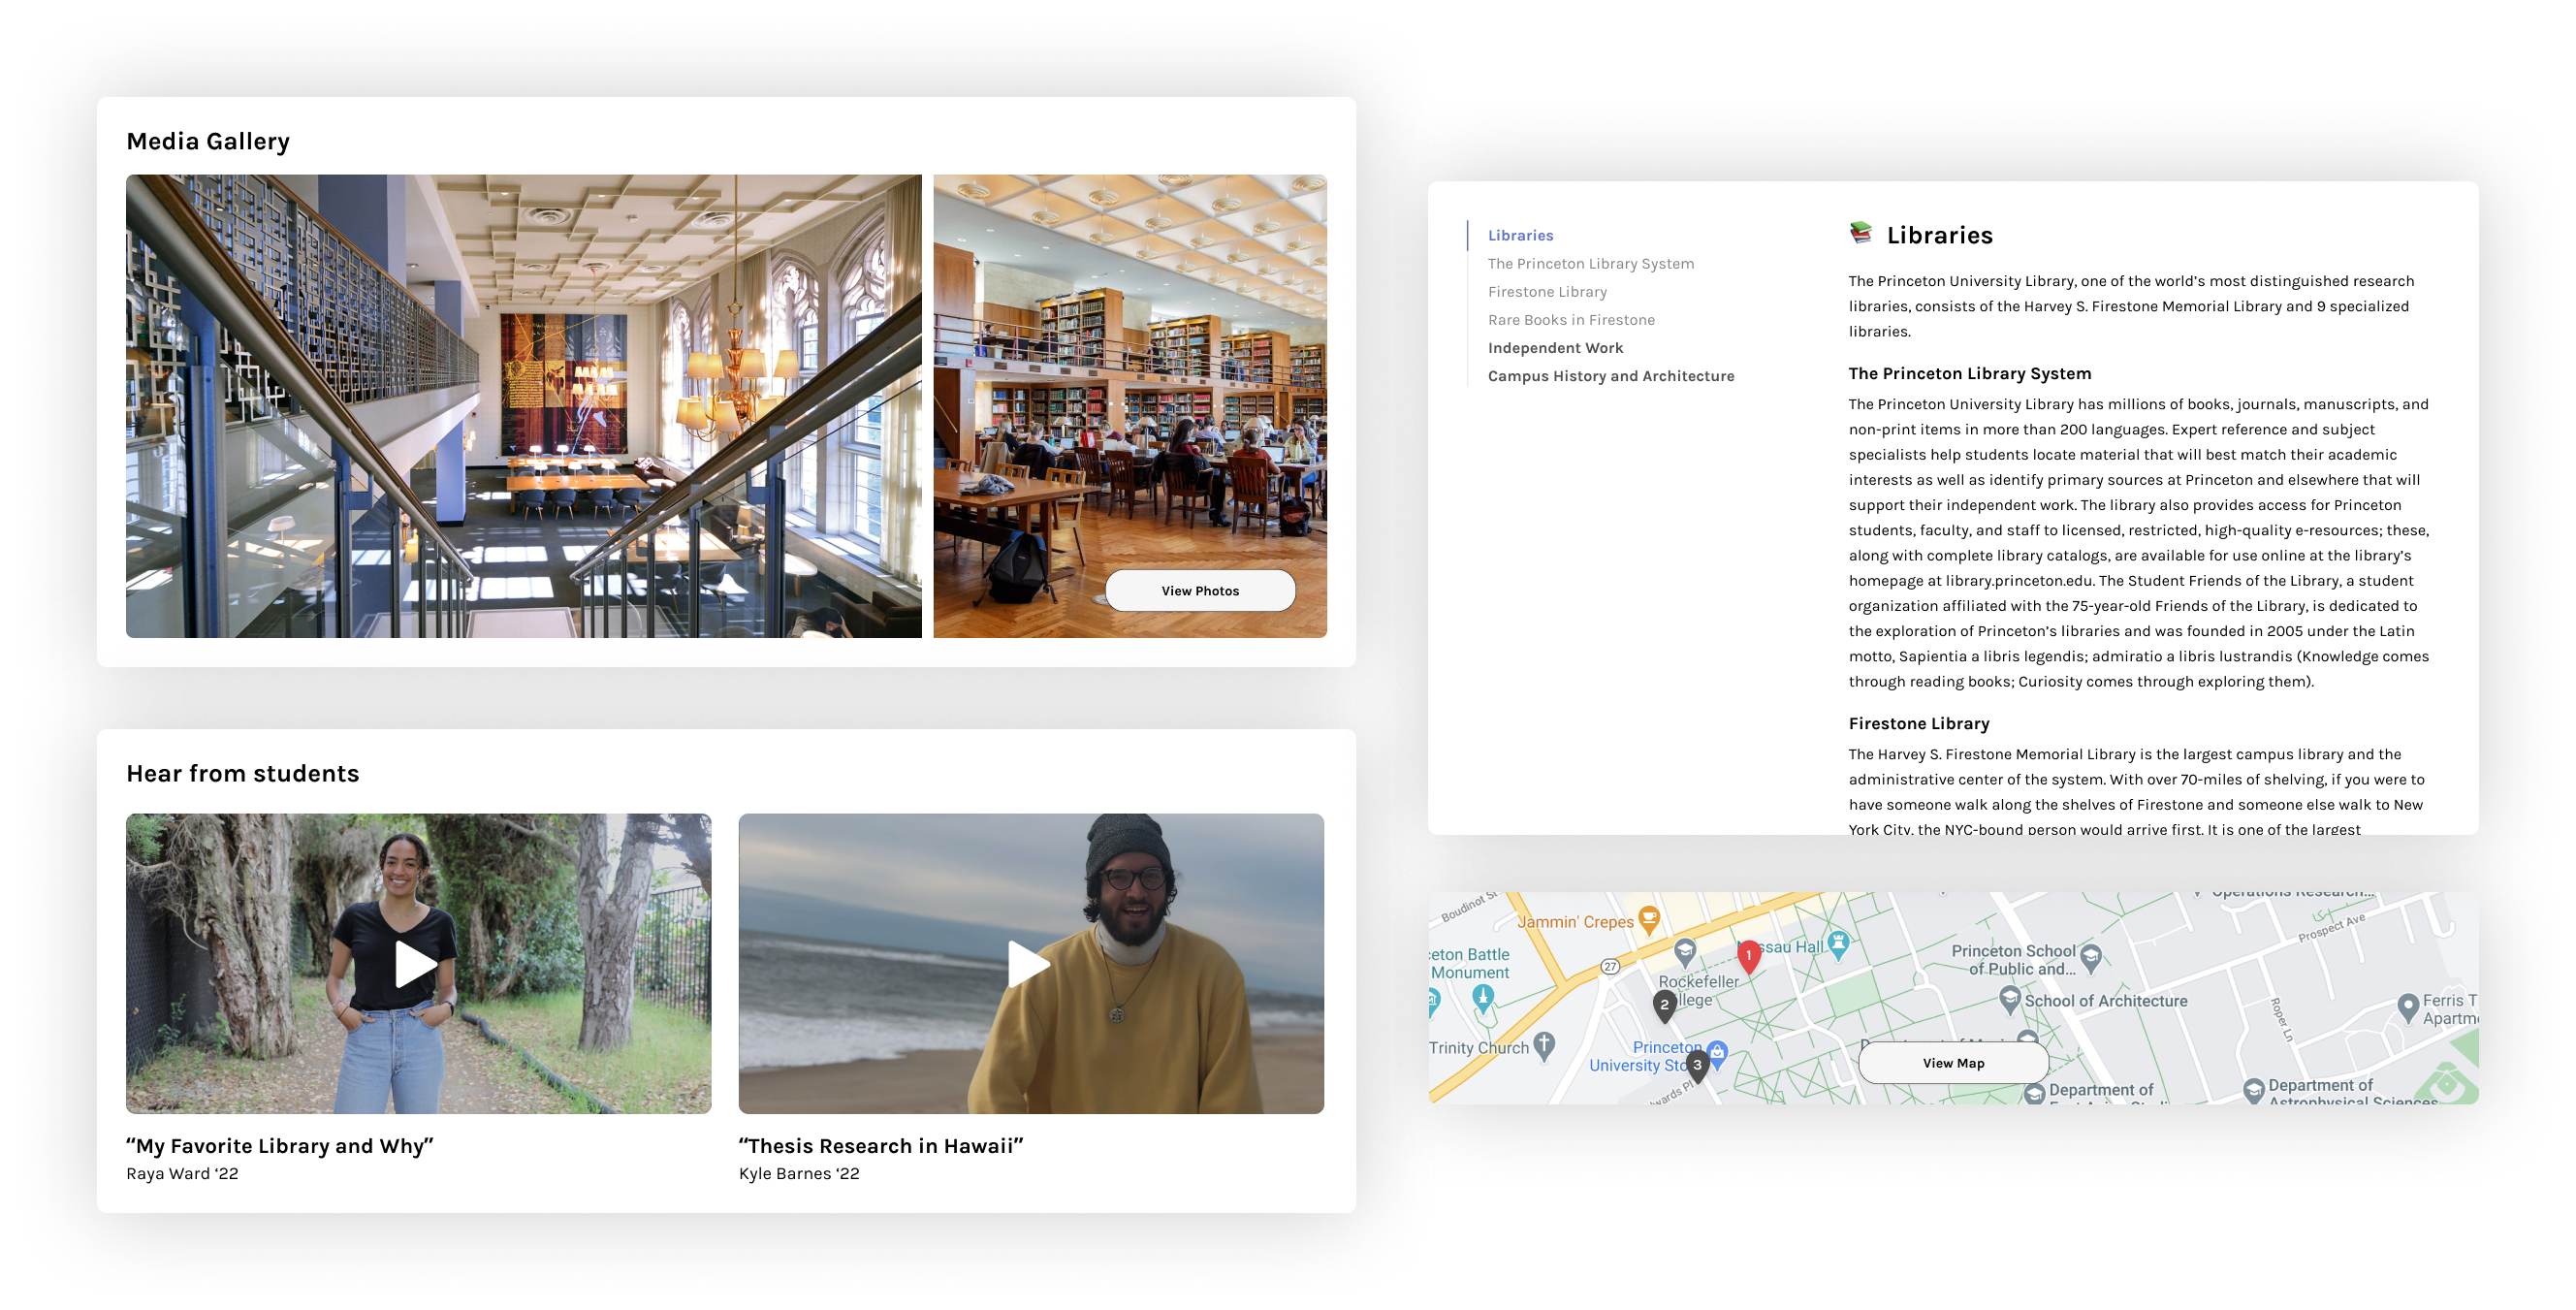 Media Gallery
View Photos
Hear from students
“My Favorite Library and Why”
Raya Ward ‘22
“Thesis Research in Hawaii”
Kyle Barnes ‘22
Libraries
The Princeton Library System
Firestone Library
Rare Books in Firestone
Independent Work
Campus History and Architecture
Libraries
The Princeton University Library, one of the world’s most distinguished research
libraries, consists of the Harvey S. Firestone Memorial Library and 9 specialized
libraries.
The Princeton Library System
The Princeton University Library has millions of books, journals, manuscripts, and
non-print items in more than 200 languages. Expert reference and subject
specialists help students locate material that will best match their academic
interests as well as identify primary sources at Princeton and elsewhere that will
support their independent work. The library also provides access for Princeton
students, faculty, and staff to licensed, restricted, high-quality e-resources; these,
along with complete library catalogs, are available for use online at the library’s
homepage at library.princeton.edu. The Student Friends of the Library, a student
organization affiliated with the 75-year-old Friends of the Library, is dedicated to
the exploration of Princeton’s libraries and was founded in 2005 under the Latin
motto, Sapientia a libris legendis; admiratio a libris lustrandis (Knowledge comes
through reading books; Curiosity comes through exploring them).
Firestone Library
The Harvey S. Firestone Memorial Library is the largest campus library and the
administrative center of the system. With over 70-miles of shelving, if you were to
have someone walk along the shelves of Firestone and someone else walk to New
York City, the NYC-bound person would arrive first. It is one of the largest
Boudinot St
Jammin' Crepes
Operations Research...
Prospect Ave
ceton Battle
Monument
27
1
ssau Hall
Rockefeller
llege
2
Princeton School
of Public and...
School of Architecture
Roper Ln
Ferris T
Apartme
Trinity Church
Princeton
University Sto
3
wards Pl
View Map
Department of
Department of
Astrophysical Sciences